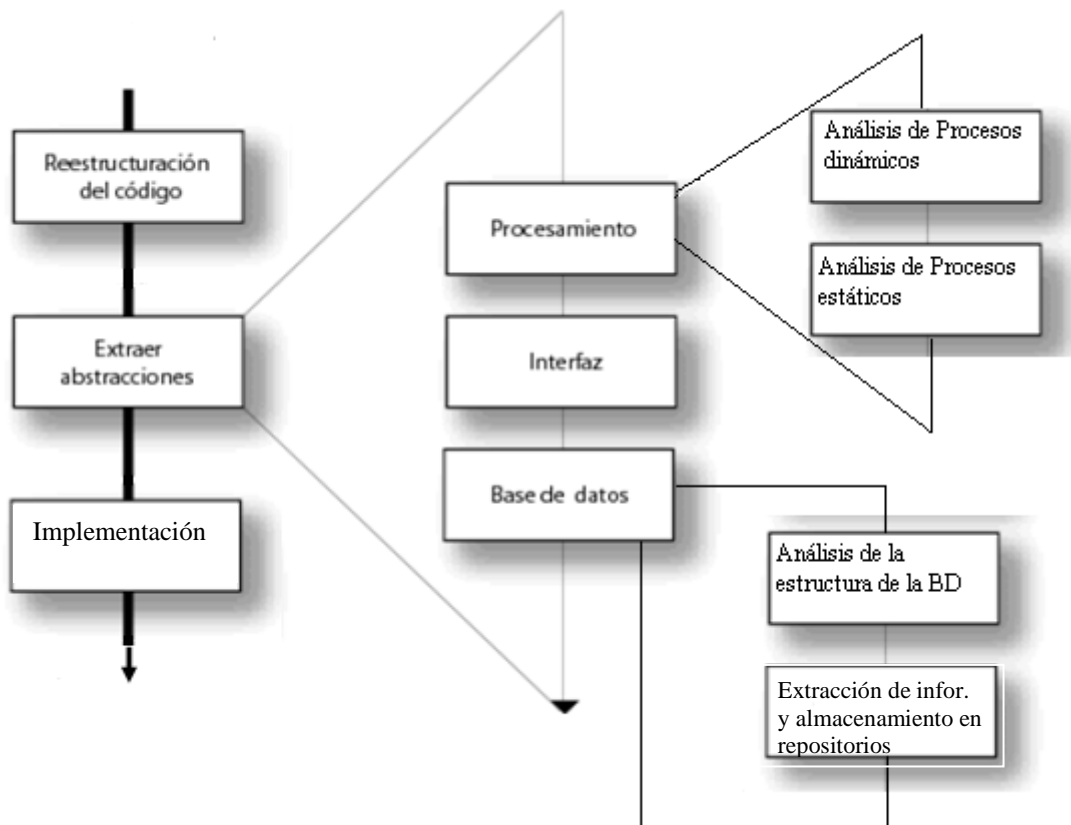 Reestructuración
del código
Extraer
abstracciones
Implementación
Procesamiento
Interfaz
Base de datos
Análisis de Procesos
dinámicos
Análisis de Procesos
estáticos
Análisis de la
estructura de la BD
Extracción de infor.
y almacenamiento en
repositorios